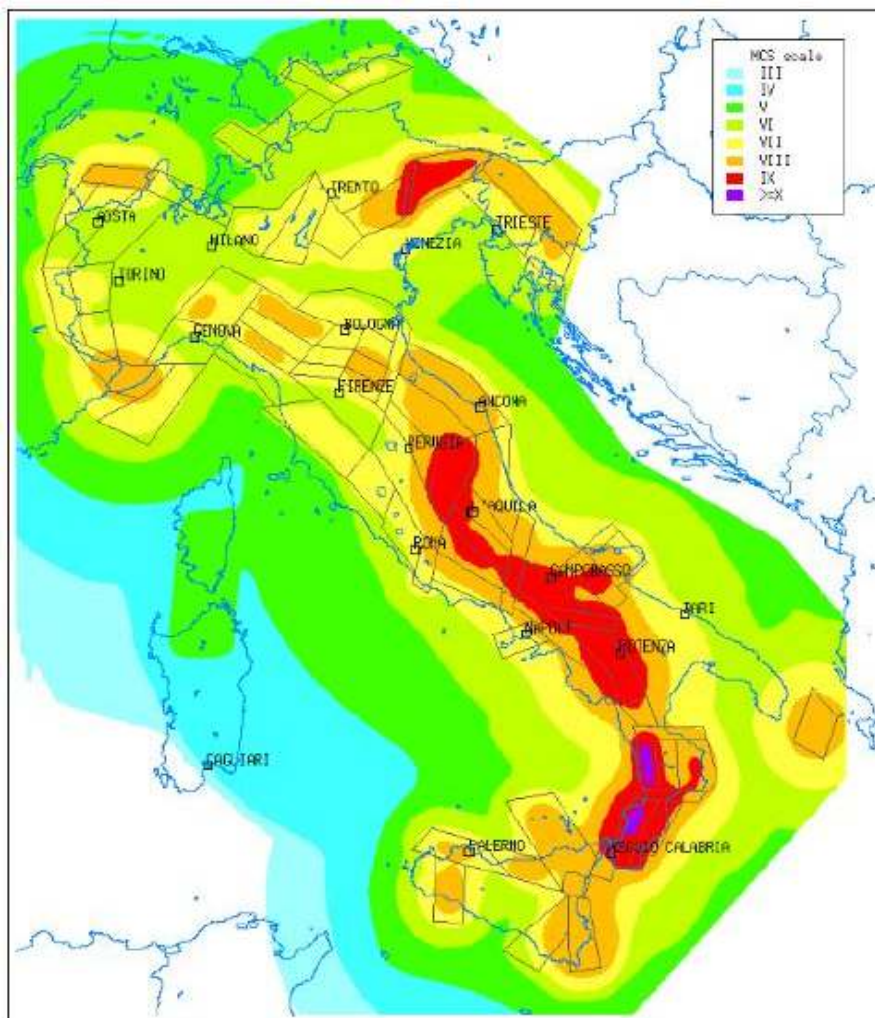 MCS scale
III
IV
V
VI
VII
VIII
IX
>=X
TRENTO
AOSTA
TRIESTE
MILANO
VENEZIA
TORINO
BOLOGNA
GENOVA
FIRENZE
ANCONA
PERUGIA
L'AQUILA
ROMA
CAMPOBASSO
BARI
NAPOLI
POTENZA
CAGLIARI
PALERMO
REGGIO CALABRIA